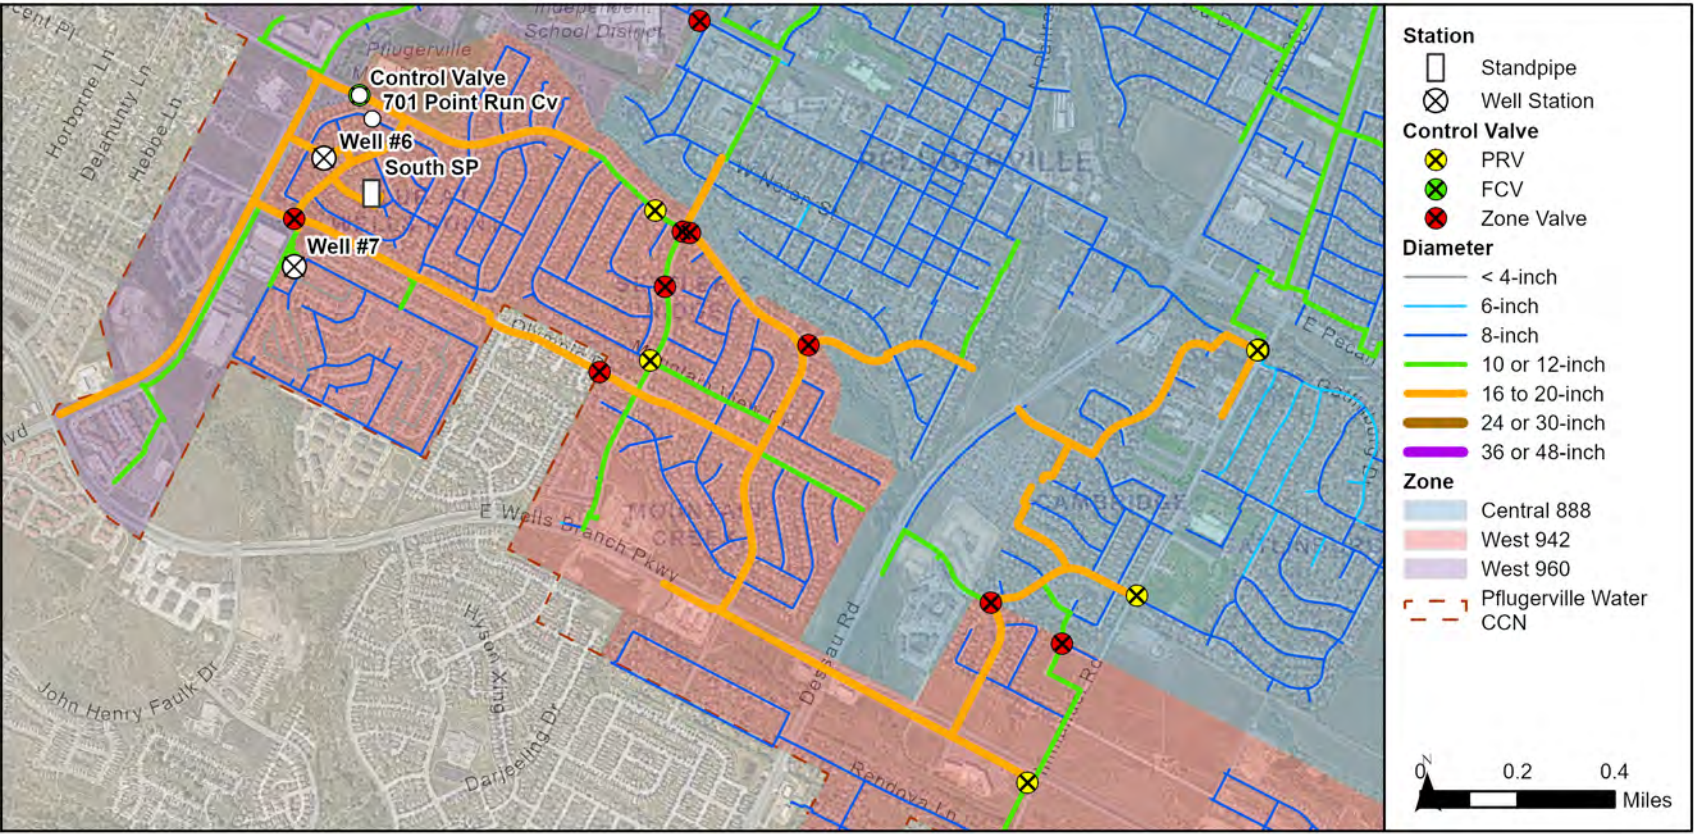 Independent
School District
Pflugerville
Control Valve
701 Point Run Cv
Well #6
South SP
Well #7
Horborne Ln
Dejahunty Ln
Hebbe Ln
PFLUGERVILLE
W Nelson St
E Pecan
CAMBRIDGE
E Wells Branch Pkwy
MOUNTAIN
CREEK
Dessau Rd
Hyson Xing
John Henry Faulk Dr
Darjeeling Dr
Rendova Ln
Station
Standpipe
Well Station
Control Valve
PRV
FCV
Zone Valve
Diameter
< 4-inch
6-inch
8-inch
10 or 12-inch
16 to 20-inch
24 or 30-inch
36 or 48-inch
Zone
Central 888
West 942
West 960
Pflugerville Water
CCN
N
0 0.2 0.4
Miles